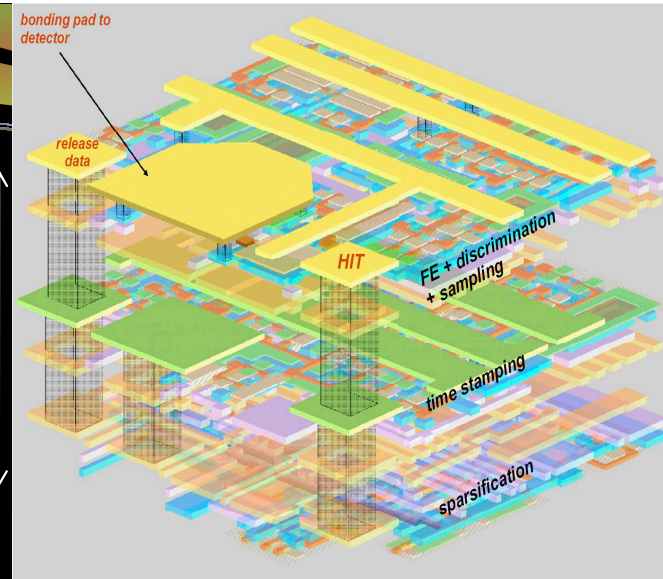 bonding pad to
detector
release
data
HIT
FE + discrimination
+ sampling
time stamping
sparsification